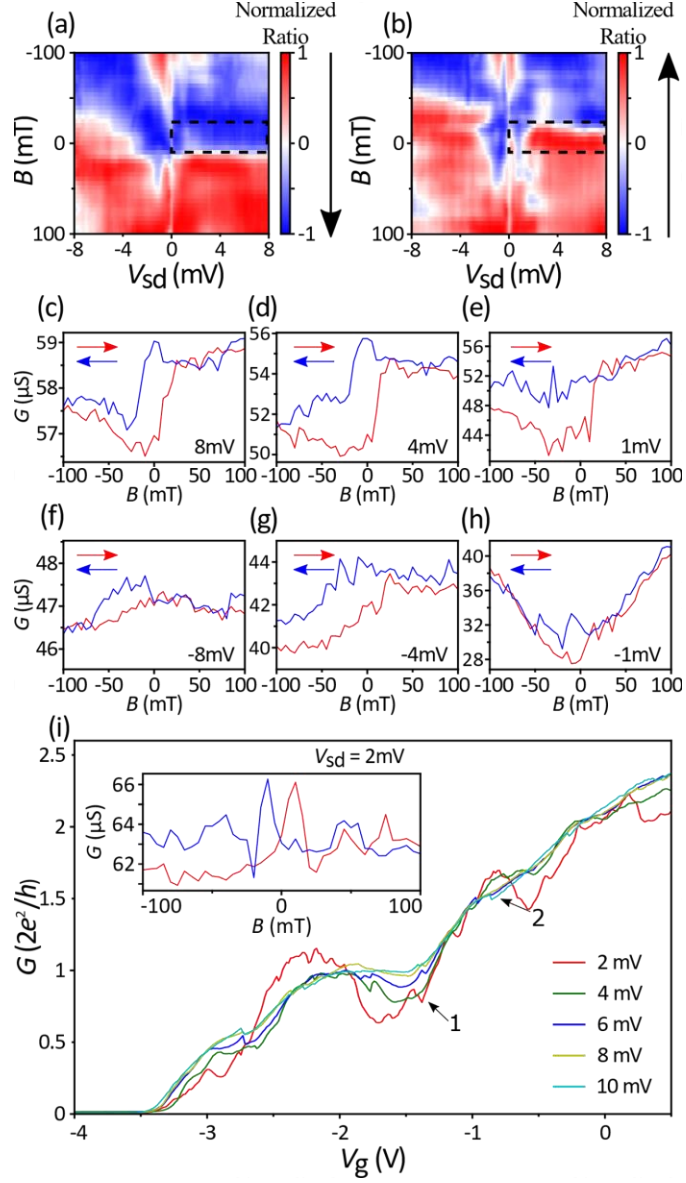 (a) Normalized Ratio
-100
0
100
B (mT)
-8 -4 0 4 8
Vsd (mV)
1
0
-1
(b) Normalized Ratio
-100
0
100
B (mT)
-8 -4 0 4 8
Vsd (mV)
1
0
-1
(c)
59
58
57
G (μS)
8mV
-100 -50 0 50 100
B (mT)
(d)
56
54
52
50
4mV
-100 -50 0 50 100
B (mT)
(e)
56
52
48
44
1mV
-100 -50 0 50 100
B (mT)
(f)
48
47
46
G (μS)
-8mV
-100 -50 0 50 100
B (mT)
(g)
44
42
40
-4mV
-100 -50 0 50 100
B (mT)
(h)
40
36
32
28
-1mV
-100 -50 0 50 100
B (mT)
(i)
Vsd = 2mV
66
64
62
G (μS)
-100 0 100
B (mT)
2.5
2
1.5
1
0.5
0
G (2e²/h)
1
2
2 mV
4 mV
6 mV
8 mV
10 mV
-4 -3 -2 -1 0
Vg (V)